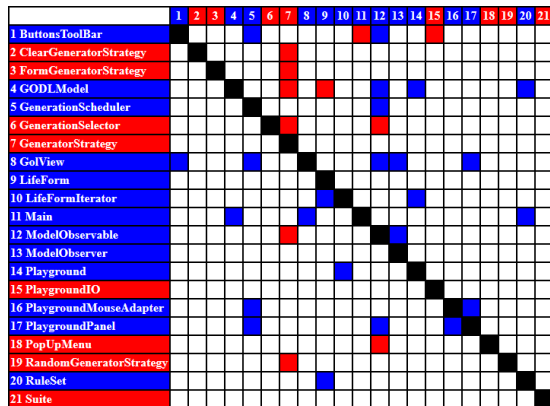 1 2 3 4 5 6 7 8 9 10 11 12 13 14 15 16 17 18 19 20 21
1 ButtonsToolBar
2 ClearGeneratorStrategy
3 FormGeneratorStrategy
4 GODLModel
5 GenerationScheduler
6 GenerationSelector
7 GeneratorStrategy
8 GolView
9 LifeForm
10 LifeFormIterator
11 Main
12 ModelObservable
13 ModelObserver
14 Playground
15 PlaygroundIO
16 PlaygroundMouseAdapter
17 PlaygroundPanel
18 PopUpMenu
19 RandomGeneratorStrategy
20 RuleSet
21 Suite